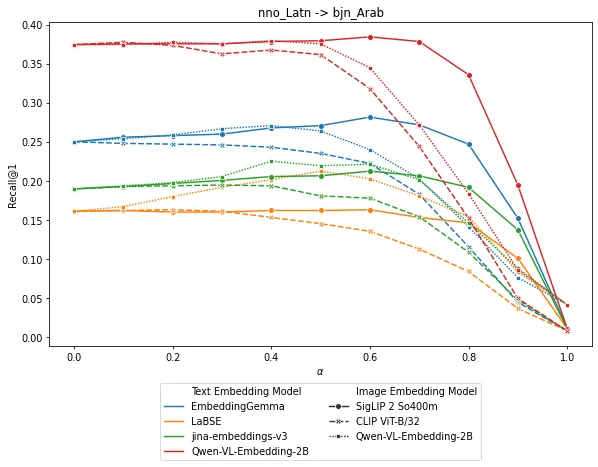 nno_Latn -> bjn_Arab
Recall@1
0.40
0.35
0.30
0.25
0.20
0.15
0.10
0.05
0.00
0.0 0.2 0.4 0.6 0.8 1.0
α
Text Embedding Model
EmbeddingGemma
LaBSE
jina-embeddings-v3
Qwen-VL-Embedding-2B
Image Embedding Model
SigLIP 2 So400m
CLIP ViT-B/32
Qwen-VL-Embedding-2B